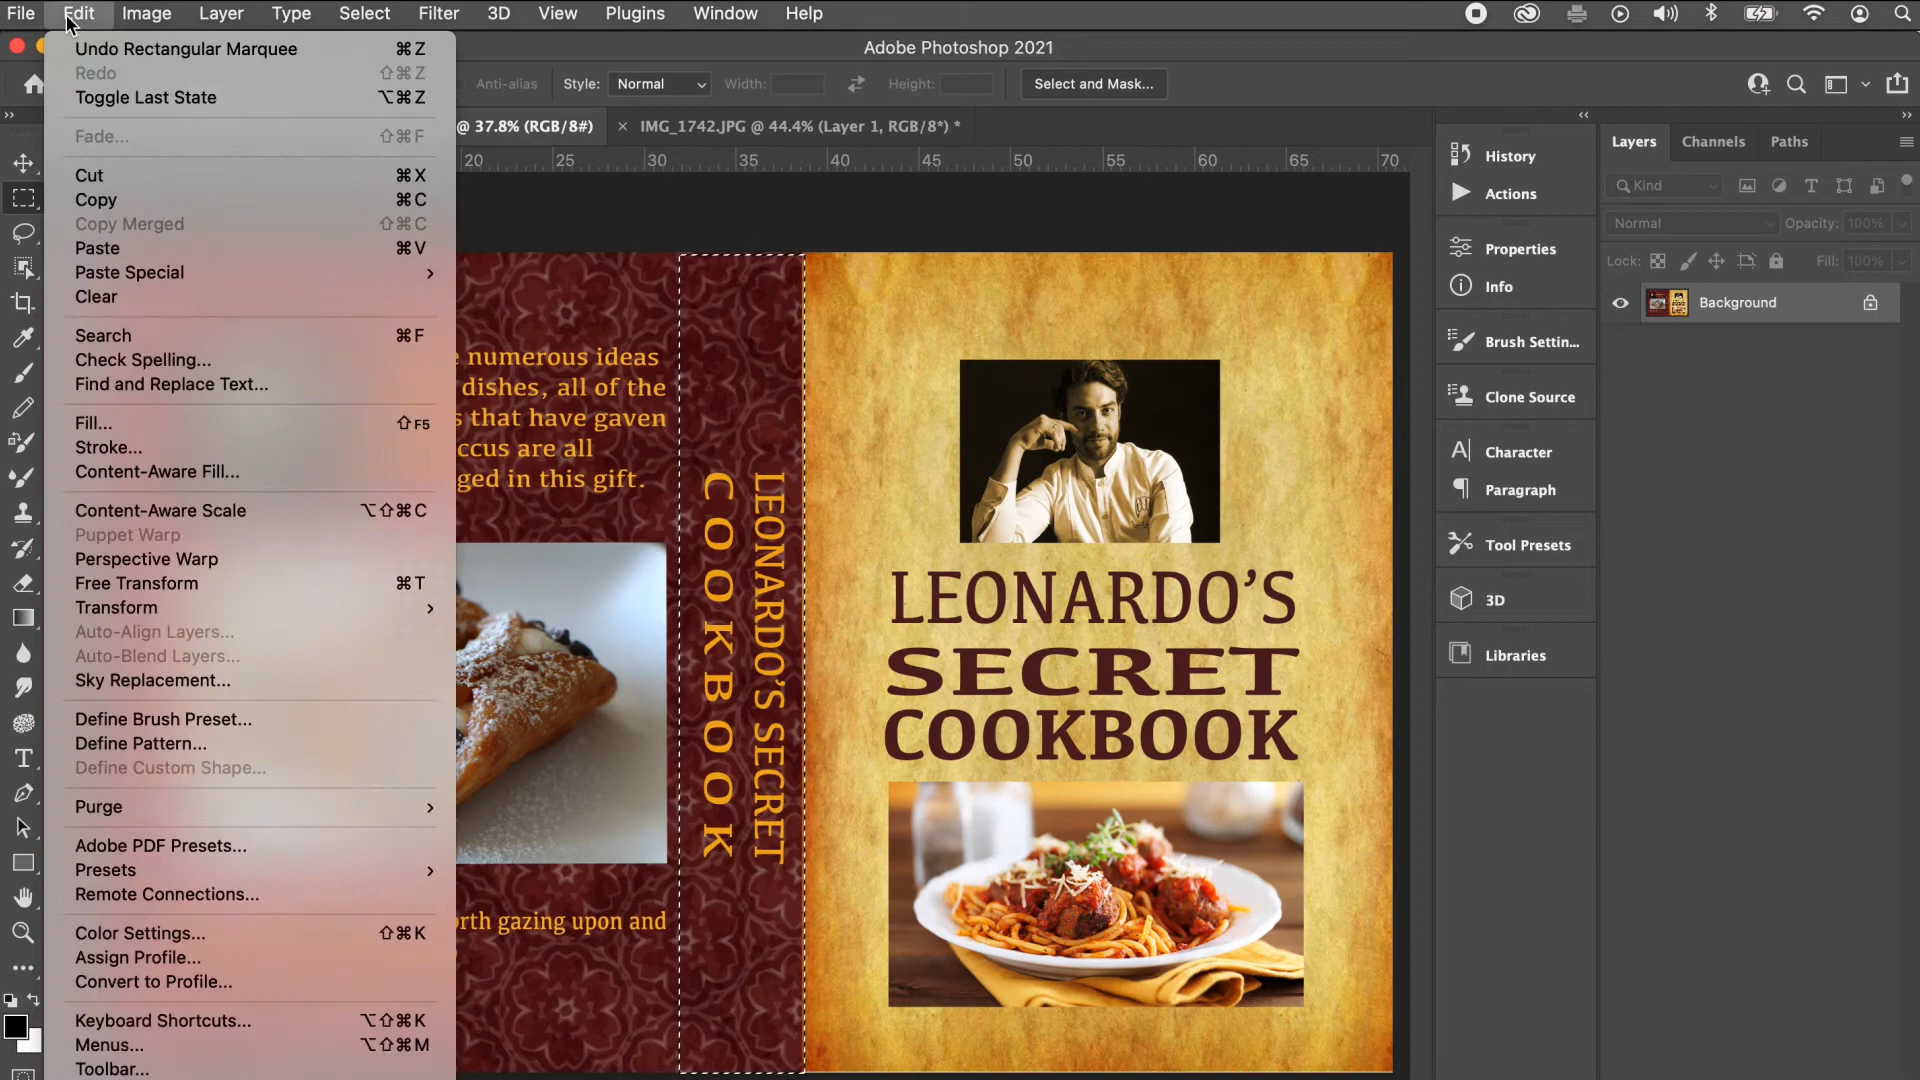 File Edit Image Layer Type Select Filter 3D View Plugins Window Help
Adobe Photoshop 2021
Anti-alias Style: Normal Width: Height: Select and Mask...
@ 37.8% (RGB/8#) × IMG_1742.JPG @ 44.4% (Layer 1, RGB/8*) *
20 25 30 35 40 45 50 55 60 65 70
Undo Rectangular Marquee ⌘Z
Redo ⇧⌘Z
Toggle Last State ⌥⌘Z
Fade... ⇧⌘F
Cut ⌘X
Copy ⌘C
Copy Merged ⇧⌘C
Paste ⌘V
Paste Special
Clear
Search ⌘F
Check Spelling...
Find and Replace Text...
Fill... ⇧F5
Stroke...
Content-Aware Fill...
Content-Aware Scale ⌥⇧⌘C
Puppet Warp
Perspective Warp
Free Transform ⌘T
Transform
Auto-Align Layers...
Auto-Blend Layers...
Sky Replacement...
Define Brush Preset...
Define Pattern...
Define Custom Shape...
Purge
Adobe PDF Presets...
Presets
Remote Connections...
Color Settings... ⇧⌘K
Assign Profile...
Convert to Profile...
Keyboard Shortcuts... ⌥⇧⌘K
Menus... ⌥⇧⌘M
Toolbar...
numerous ideas
dishes, all of the
s that have gaven
ccus are all
ged in this gift.
orth gazing upon and
LEONARDO'S SECRET
COOKBOOK
LEONARDO'S
SECRET
COOKBOOK
History
Actions
Properties
Info
Brush Settin...
Clone Source
Character
Paragraph
Tool Presets
3D
Libraries
Layers Channels Paths
Kind
Normal Opacity: 100%
Lock: Fill: 100%
Background